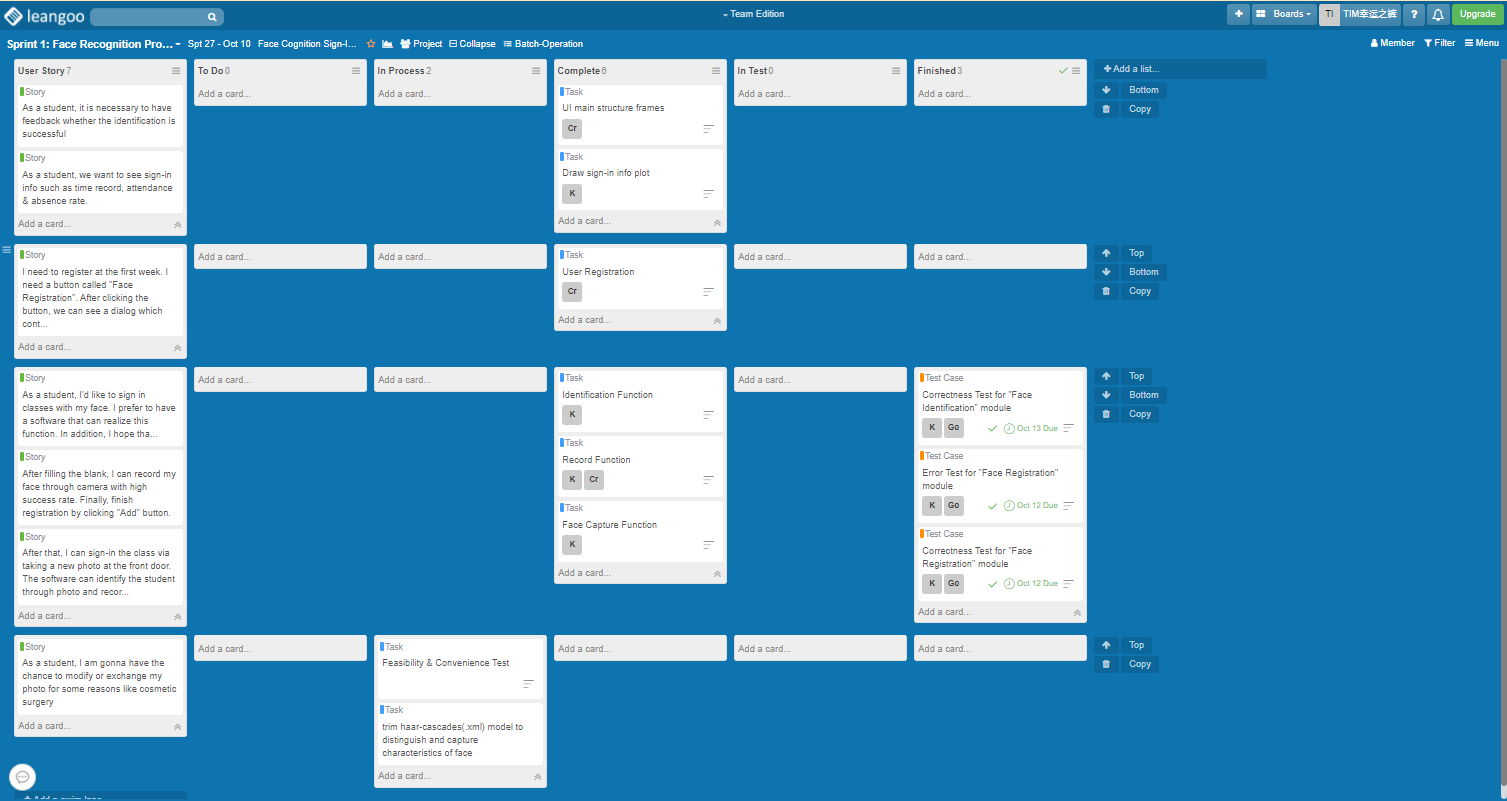 leangoo
Team Edition
Boards
TI
TIM幸运之裤
?
Upgrade
Sprint 1: Face Recognition Pro...
Spt 27 - Oct 10
Face Cognition Sign-I...
Project
Collapse
Batch-Operation
Member
Filter
Menu
User Story 7
To Do 0
In Process 2
Complete 6
In Test 0
Finished 3
Add a list...
Story
As a student, it is necessary to have
feedback whether the identification is
successful
Story
As a student, we want to see sign-in
info such as time record, attendance
& absence rate.
Add a card...
Add a card...
Add a card...
Task
UI main structure frames
Cr
Task
Draw sign-in info plot
K
Add a card...
Add a card...
Add a card...
Bottom
Copy
Story
I need to register at the first week. I
need a button called "Face
Registration". After clicking the
button, we can see a dialog which
cont...
Add a card...
Add a card...
Add a card...
Task
User Registration
Cr
Add a card...
Add a card...
Add a card...
Top
Bottom
Copy
Story
As a student, I'd like to sign in
classes with my face. I prefer to have
a software that can realize this
function. In addition, I hope tha...
Story
After filling the blank, I can record my
face through camera with high
success rate. Finally, finish
registration by clicking "Add" button.
Story
After that, I can sign-in the class via
taking a new photo at the front door.
The software can identify the student
through photo and recor...
Add a card...
Add a card...
Add a card...
Task
Identification Function
K
Task
Record Function
K Cr
Task
Face Capture Function
K
Add a card...
Add a card...
Test Case
Correctness Test for "Face
Identification" module
K Go Oct 13 Due
Test Case
Error Test for "Face Registration"
module
K Go Oct 12 Due
Test Case
Correctness Test for "Face
Registration" module
K Go Oct 12 Due
Add a card...
Top
Bottom
Copy
Story
As a student, I am gonna have the
chance to modify or exchange my
photo for some reasons like cosmetic
surgery
Add a card...
Add a card...
Task
Feasibility & Convenience Test
Task
trim haar-cascades(.xml) model to
distinguish and capture
characteristics of face
Add a card...
Add a card...
Add a card...
Add a card...
Top
Copy
Add a swim lane